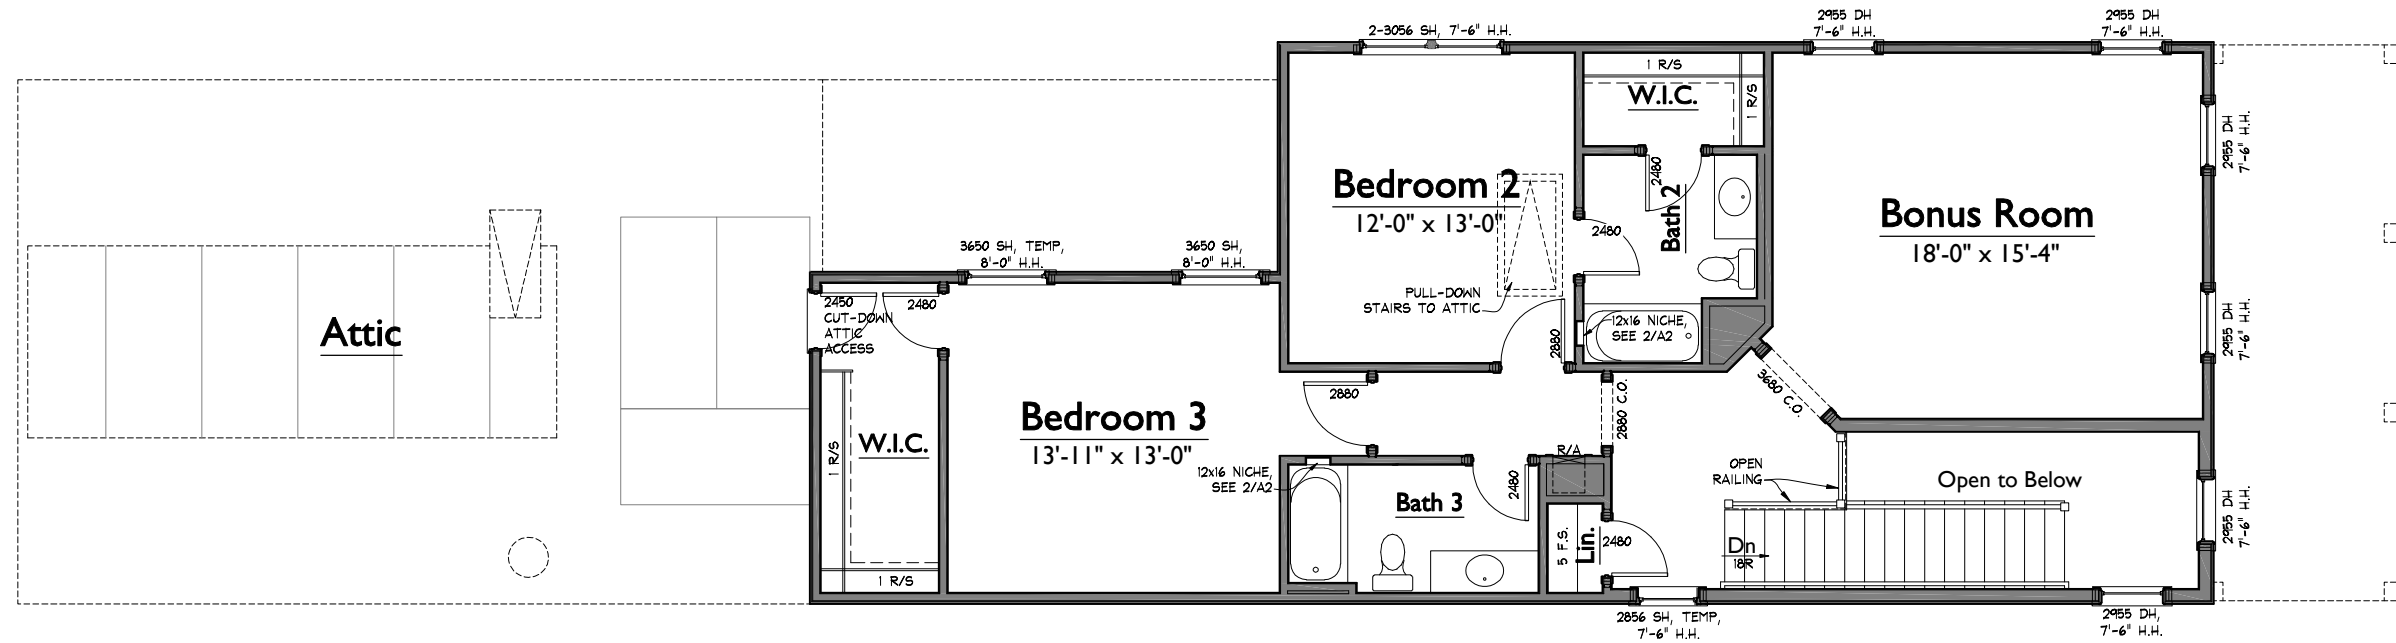 2955 DH
7'-6" H.H.
2955 DH
7'-6" H.H.
2-3056 SH, 7'-6" H.H.
1 R/S
W.I.C.
1 R/S
2955 DH
7'-6" H.H.
2480
Bedroom 2
12'-0" x 13'-0"
Bath 2
2480
Bonus Room
18'-0" x 15'-4"
3650 SH, TEMP,
8'-0" H.H.
3650 SH,
8'-0" H.H.
PULL-DOWN
STAIRS TO ATTIC
2450
CUT-DOWN
ATTIC
ACCESS
2480
Attic
12x16 NICHE,
SEE 2/A2
2880
2955 DH
7'-6" H.H.
3680 C.O.
2880
2880 C.O.
Bedroom 3
13'-11" x 13'-0"
W.I.C.
1 R/S
12x16 NICHE,
SEE 2/A2
R/A
2480
Bath 3
OPEN
RAILING
Open to Below
2955 DH
7'-6" H.H.
5 F.S.
Lin.
2480
Dn
18R
1 R/S
2856 SH, TEMP,
7'-6" H.H.
2955 DH,
7'-6" H.H.